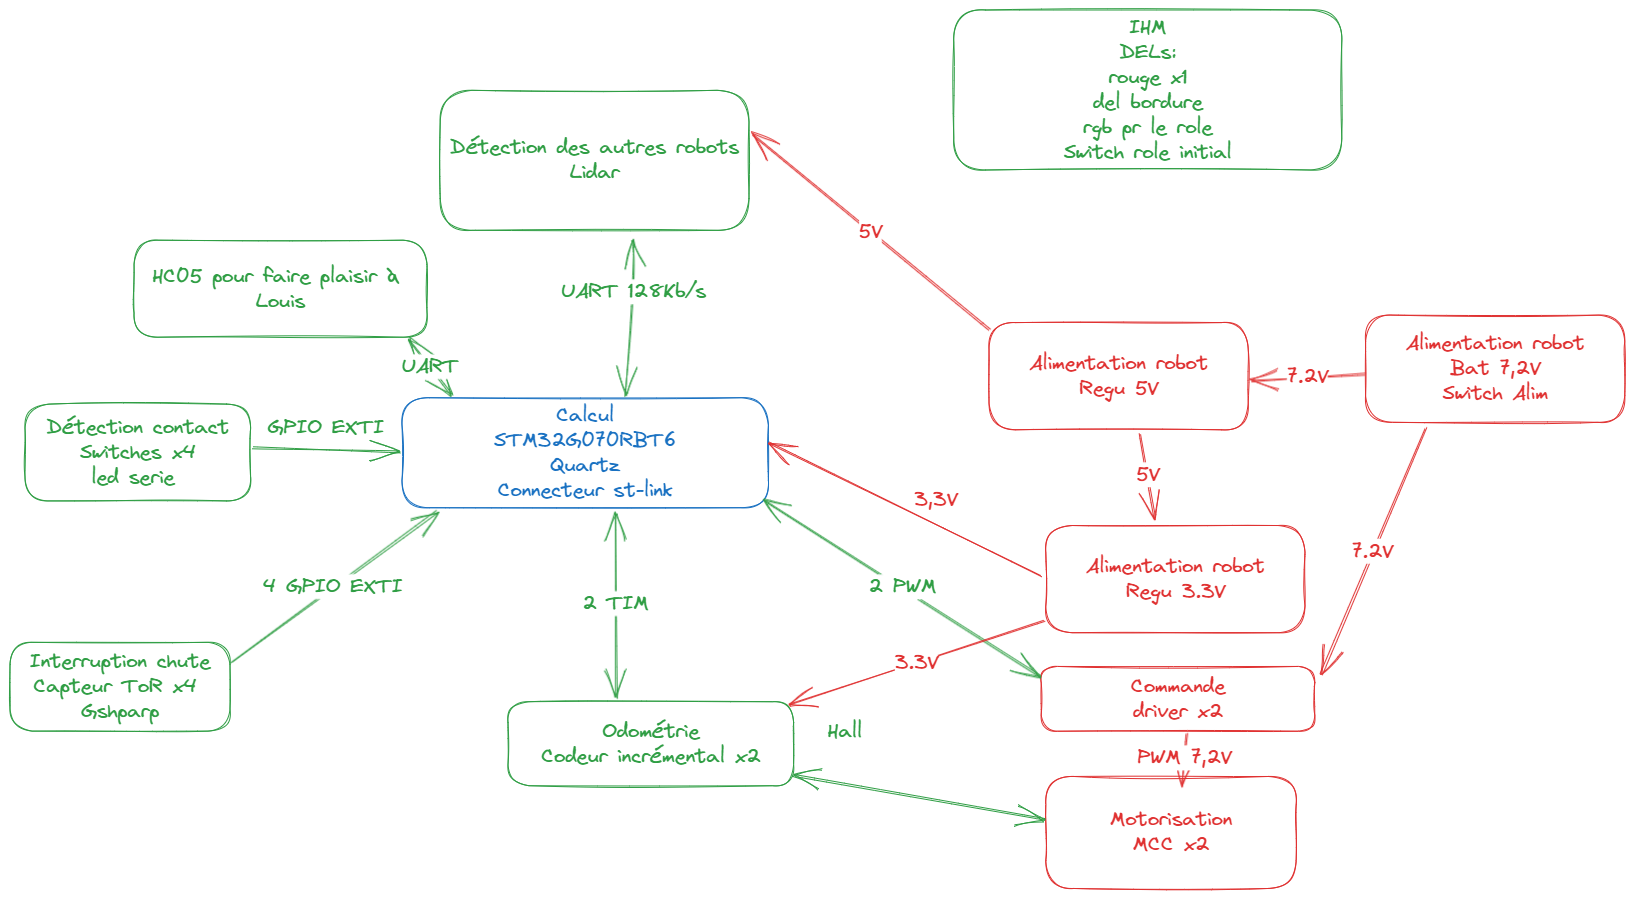 IHM
DELs:
rouge x1
del bordure
rgb pr le role
Switch role initial
Détection des autres robots
Lidar
5V
HC05 pour faire plaisir à
Louis
UART 128Kb/s
UART
Alimentation robot
Regu 5V
7.2V
Alimentation robot
Bat 7,2V
Switch Alim
Détection contact
Switches x4
led serie
GPIO EXTI
Calcul
STM32G070RBT6
Quartz
Connecteur st-link
5V
3,3V
7.2V
Alimentation robot
Regu 3.3V
4 GPIO EXTI
2 TIM
2 PWM
Interruption chute
Capteur ToR x4
Gshparp
3.3V
Commande
driver x2
Odométrie
Codeur incrémental x2
Hall
PWM 7,2V
Motorisation
MCC x2